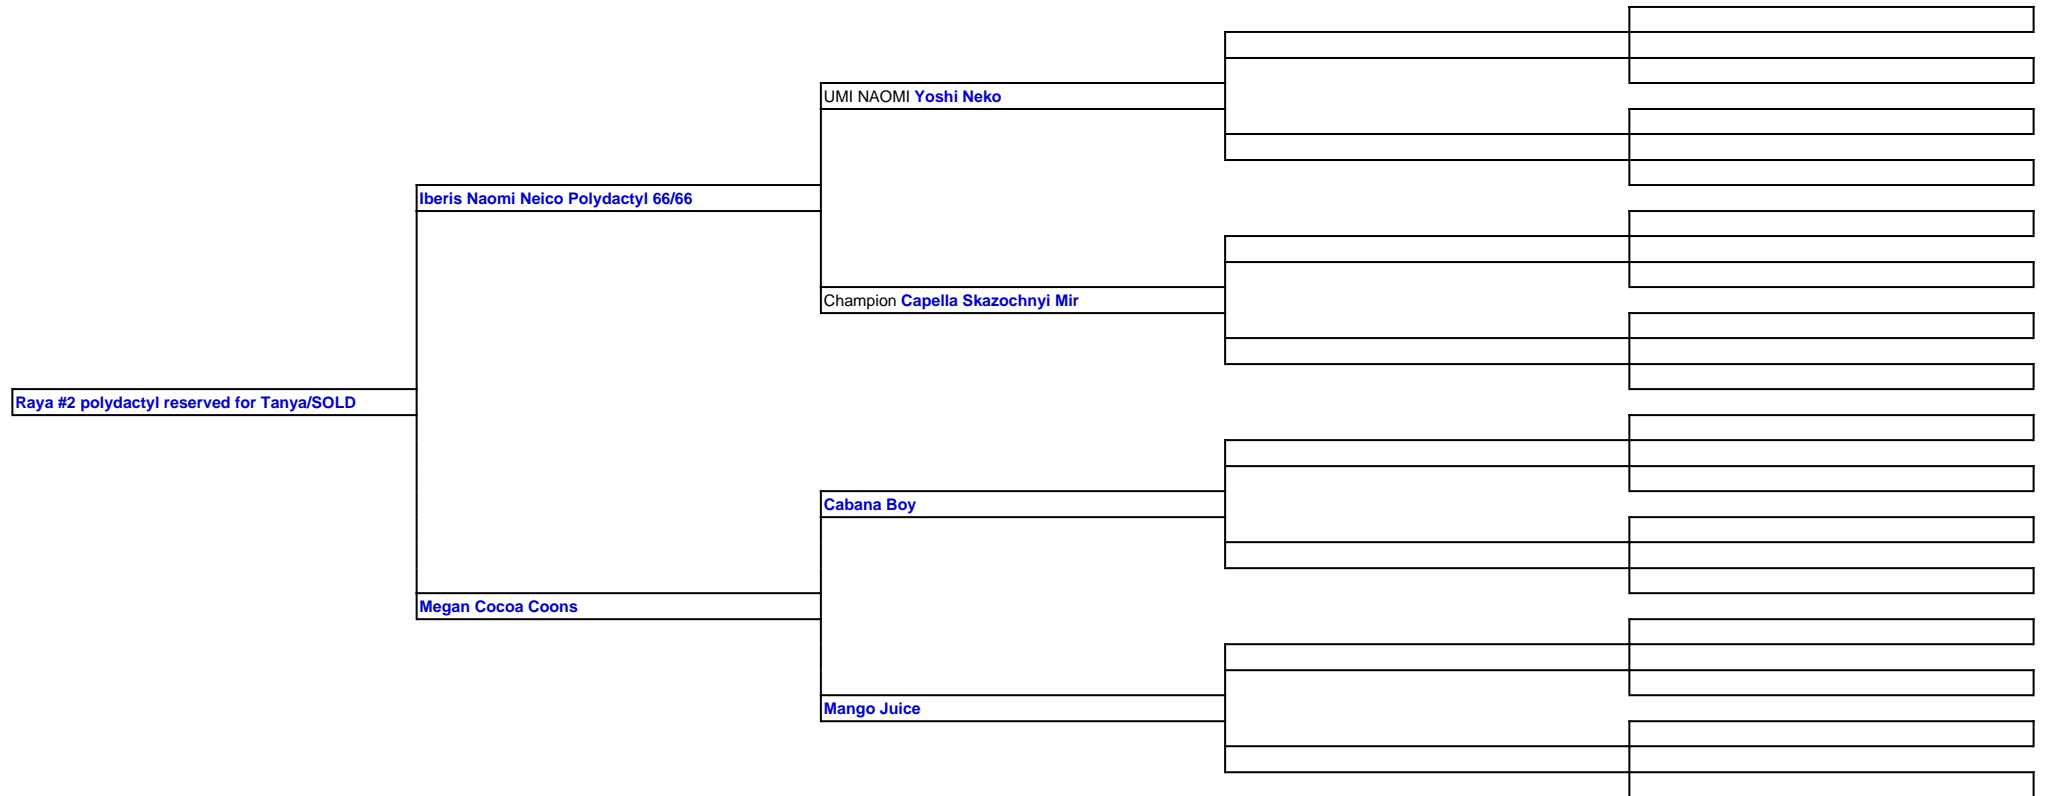 UMI NAOMI Yoshi Neko
Iberis Naomi Neico Polydactyl 66/66
Champion Capella Skazochnyi Mir
Raya #2 polydactyl reserved for Tanya/SOLD
Cabana Boy
Megan Cocoa Coons
Mango Juice